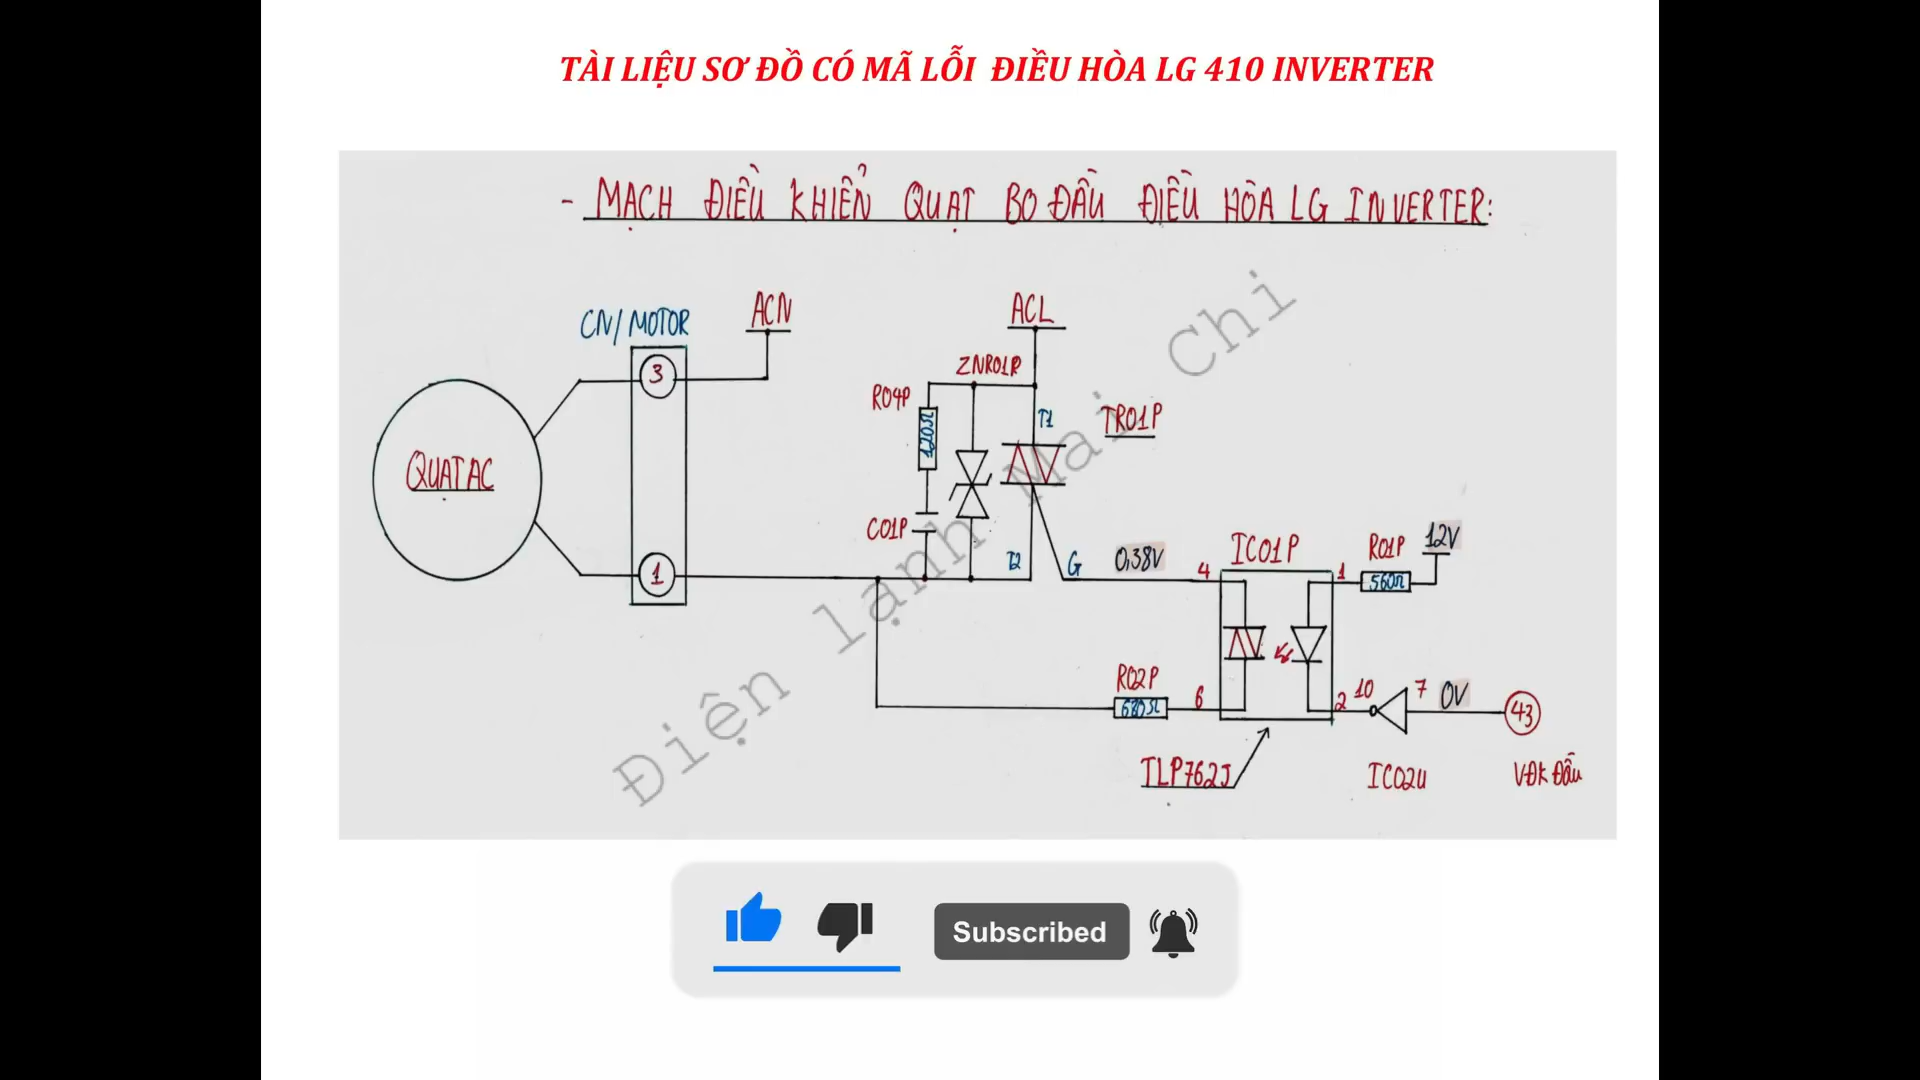 TÀI LIỆU SƠ ĐỒ CÓ MÃ LỖI ĐIỀU HÒA LG 410 INVERTER
- MẠCH ĐIỀU KHIỂN QUẠT BO ĐẦU ĐIỀU HÒA LG INVERTER:
CN/MOTOR
ACN
ACL
3
ZNR01P
R04P
120Ω
T1
TR01P
QUẠT AC
C01P
T2
G
0,38V
4
IC01P
1
R01P
560Ω
12V
1
R02P
6
2
10
7
0V
43
TLP762J
IC02U
VĐK ĐẦU
Điện lạnh Mai Chi
Subscribed